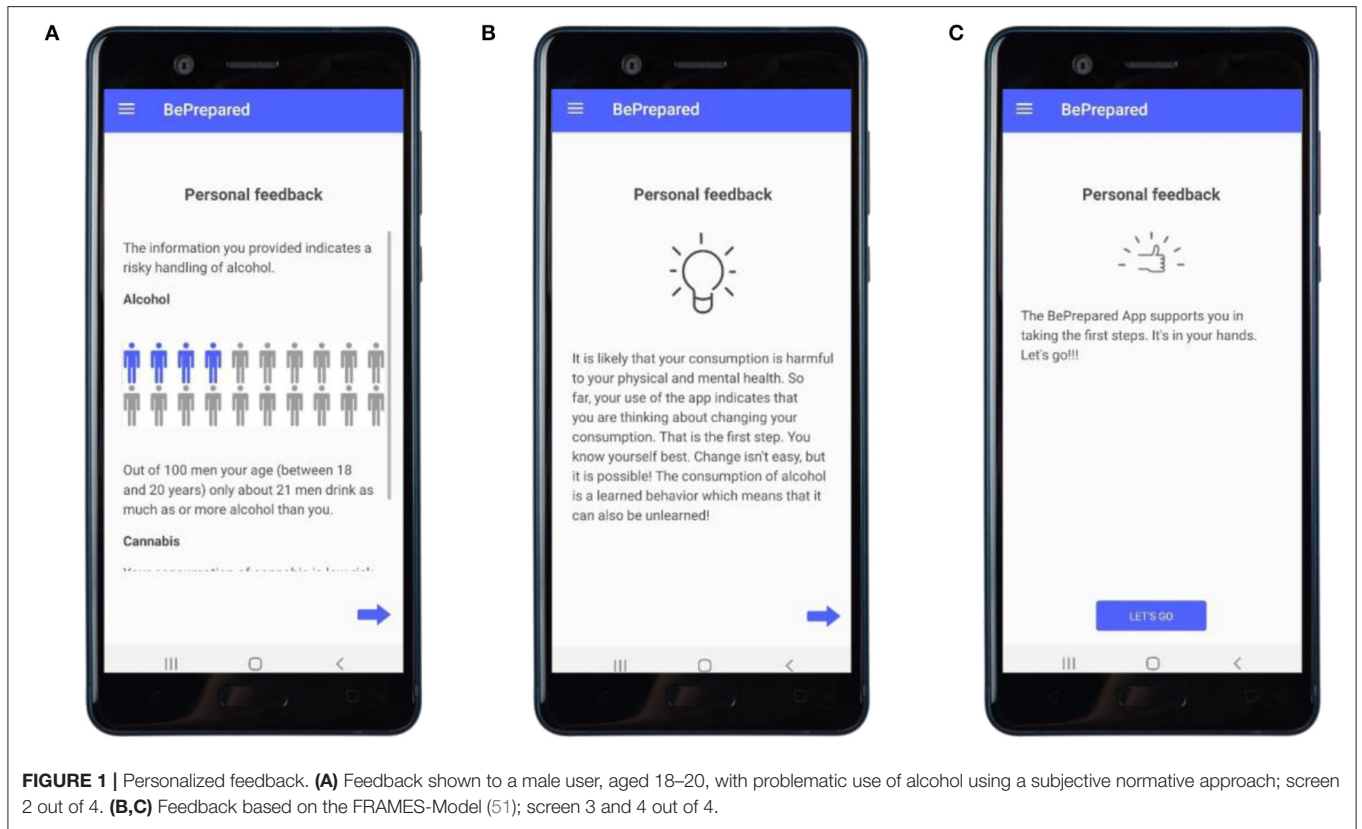 A
BePrepared
Personal feedback
The information you provided indicates a
risky handling of alcohol.
Alcohol
Out of 100 men your age (between 18
and 20 years) only about 21 men drink as
much as or more alcohol than you.
Cannabis
Your consumption of cannabis is low risk
B
BePrepared
Personal feedback
It is likely that your consumption is harmful
to your physical and mental health. So
far, your use of the app indicates that
you are thinking about changing your
consumption. That is the first step. You
know yourself best. Change isn't easy, but
it is possible! The consumption of alcohol
is a learned behavior which means that it
can also be unlearned!
C
BePrepared
Personal feedback
The BePrepared App supports you in
taking the first steps. It's in your hands.
Let's go!!!
LET'S GO
FIGURE 1 | Personalized feedback. (A) Feedback shown to a male user, aged 18–20, with problematic use of alcohol using a subjective normative approach; screen
2 out of 4. (B,C) Feedback based on the FRAMES-Model (51); screen 3 and 4 out of 4.